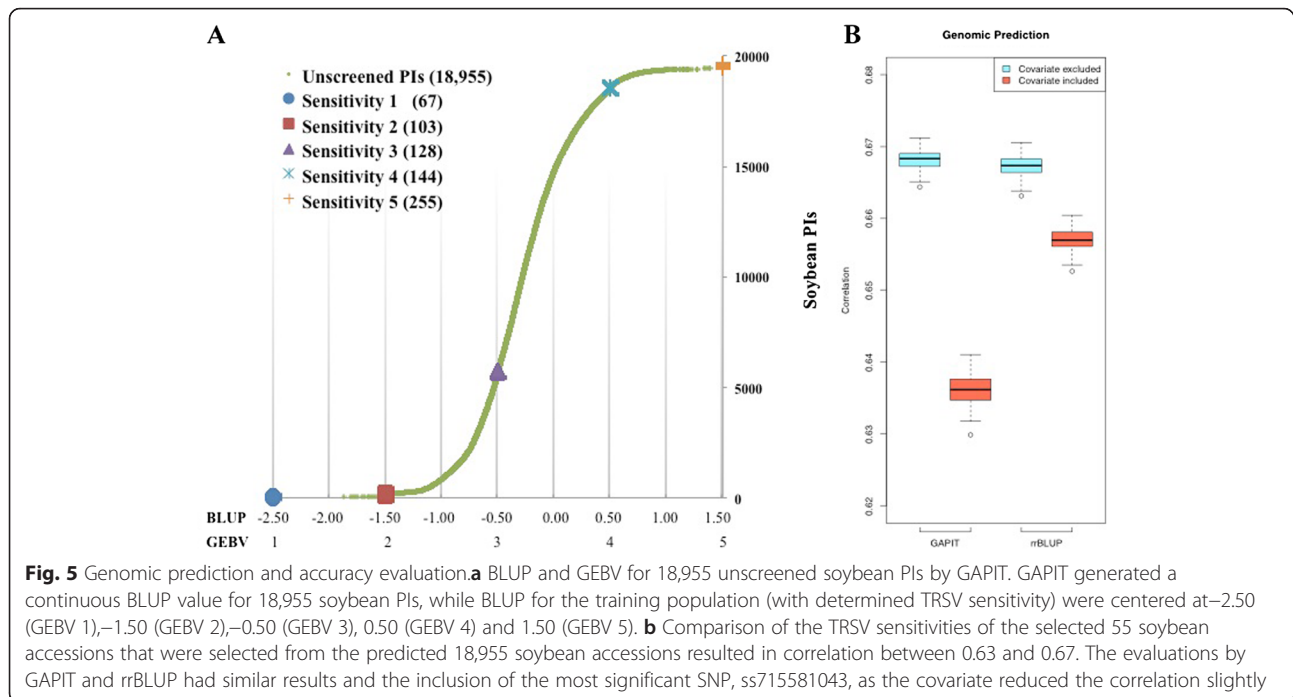 A
Unscreened PIs (18,955)
Sensitivity 1 (67)
Sensitivity 2 (103)
Sensitivity 3 (128)
Sensitivity 4 (144)
Sensitivity 5 (255)
20000
15000
10000
5000
0
Soybean PIs
BLUP -2.50 -2.00 -1.50 -1.00 -0.50 0.00 0.50 1.00 1.50
GEBV 1 2 3 4 5
B
Genomic Prediction
Covariate excluded
Covariate included
0.68
0.67
0.66
0.65
0.64
0.63
0.62
Correlation
GAPIT rrBLUP
Fig. 5 Genomic prediction and accuracy evaluation.a BLUP and GEBV for 18,955 unscreened soybean PIs by GAPIT. GAPIT generated a
continuous BLUP value for 18,955 soybean PIs, while BLUP for the training population (with determined TRSV sensitivity) were centered at−2.50
(GEBV 1),−1.50 (GEBV 2),−0.50 (GEBV 3), 0.50 (GEBV 4) and 1.50 (GEBV 5). b Comparison of the TRSV sensitivities of the selected 55 soybean
accessions that were selected from the predicted 18,955 soybean accessions resulted in correlation between 0.63 and 0.67. The evaluations by
GAPIT and rrBLUP had similar results and the inclusion of the most significant SNP, ss715581043, as the covariate reduced the correlation slightly